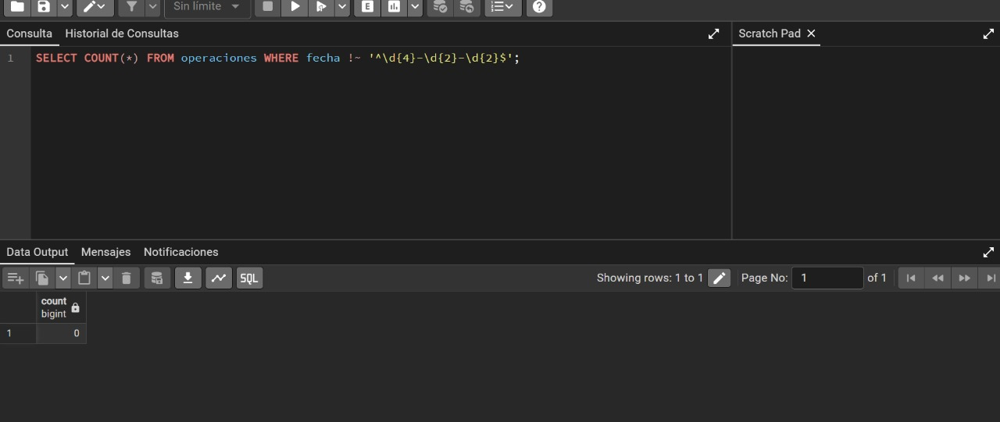 Sin límite
Consulta Historial de Consultas
Scratch Pad
1 SELECT COUNT(*) FROM operaciones WHERE fecha !~ '^\d{4}-\d{2}-\d{2}$';
Data Output Mensajes Notificaciones
SQL
Showing rows: 1 to 1 Page No: 1 of 1
count
bigint
1 0